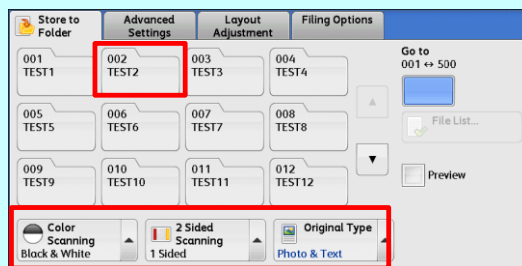 Store to
Folder
Advanced
Settings
Layout
Adjustment
Filing Options
001
TEST1
002
TEST2
003
TEST3
004
TEST4
Go to
001 ↔ 500
005
TEST5
006
TEST6
007
TEST7
008
TEST8
File List...
009
TEST9
010
TEST10
011
TEST11
012
TEST12
Preview
Color
Scanning
Black & White
2 Sided
Scanning
1 Sided
Original Type
Photo & Text